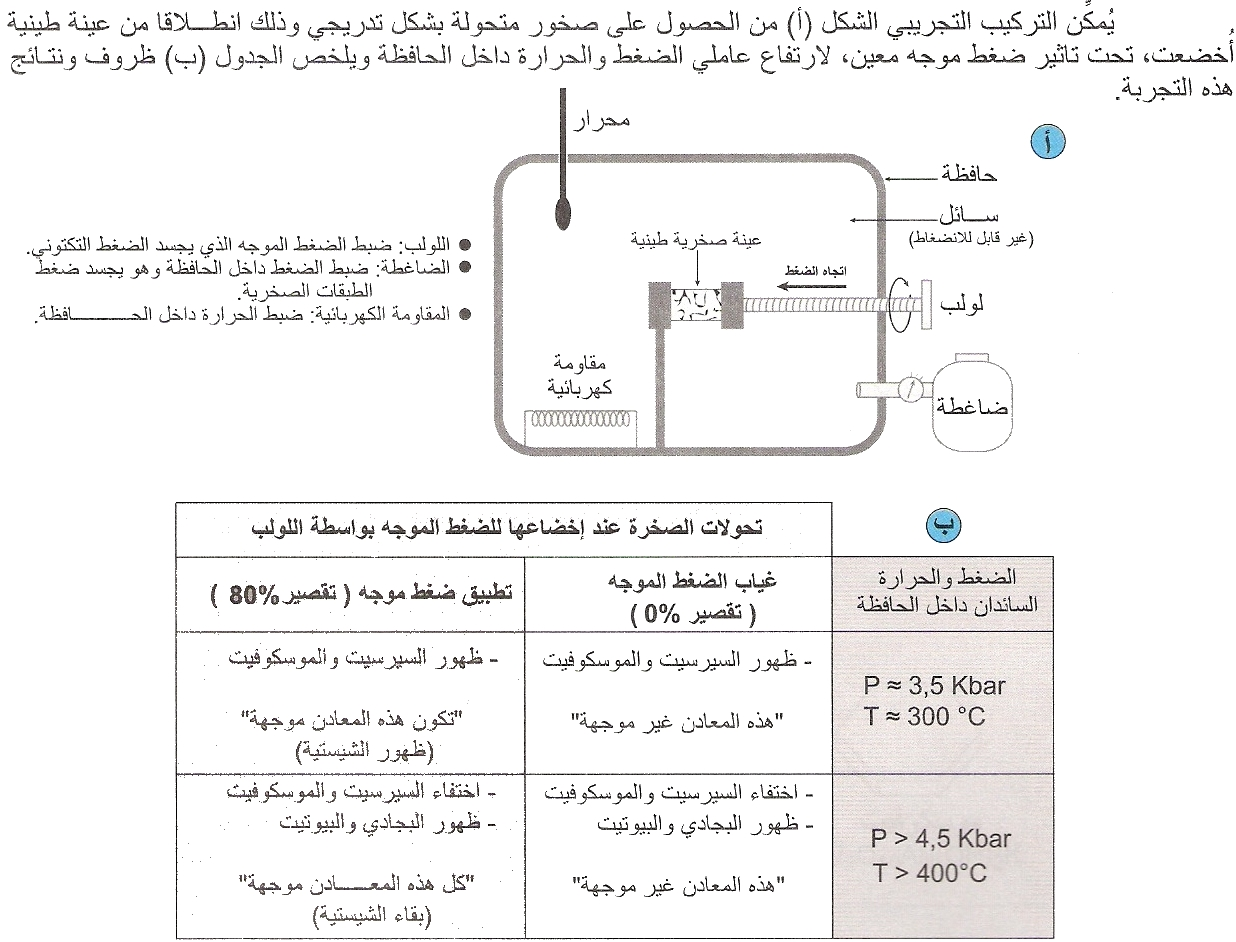 يُمكِّن التركيب التجريبي الشكل (أ) من الحصول على صخور متحولة بشكل تدريجي وذلك انطلاقا من عينة طينية
أُخضعت، تحت تاثير ضغط موجه معين، لارتفاع عاملي الضغط والحرارة داخل الحافظة ويلخص الجدول (ب) ظروف ونتائج
هذه التجربة.
أ
محرار
حافظة
سائل
(غير قابل للانضغاط)
عينة صخرية طينية
اتجاه الضغط
لولب
مقاومة
كهربائية
ضاغطة
● اللولب: ضبط الضغط الموجه الذي يجسد الضغط التكتوني.
● الضاغطة: ضبط الضغط داخل الحافظة وهو يجسد ضغط
الطبقات الصخرية.
● المقاومة الكهربائية: ضبط الحرارة داخل الحافظة.
ب
تحولات الصخرة عند إخضاعها للضغط الموجه بواسطة اللولب
الضغط والحرارة
السائدان داخل الحافظة
غياب الضغط الموجه
( تقصير 0% )
تطبيق ضغط موجه ( تقصير 80% )
P ≈ 3,5 Kbar
T ≈ 300 °C
- ظهور السيرسيت والموسكوفيت
"هذه المعادن غير موجهة"
- ظهور السيرسيت والموسكوفيت
"تكون هذه المعادن موجهة"
(ظهور الشيستية)
P > 4,5 Kbar
T > 400°C
- اختفاء السيرسيت والموسكوفيت
- ظهور البجادي والبيوتيت
"هذه المعادن غير موجهة"
- اختفاء السيرسيت والموسكوفيت
- ظهور البجادي والبيوتيت
"كل هذه المعادن موجهة"
(بقاء الشيستية)